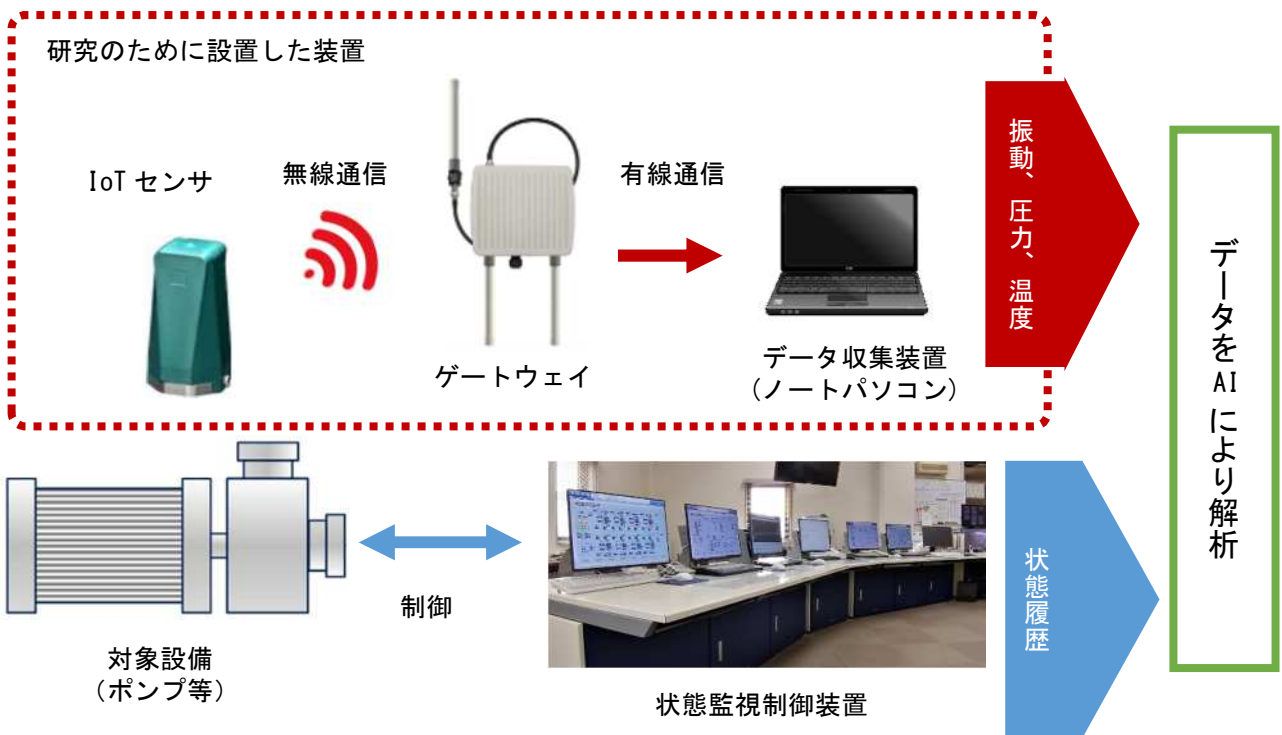 研究のために設置した装置
IoT センサ
無線通信
ゲートウェイ
有線通信
データ収集装置
(ノートパソコン)
振動、圧力、温度
データを AI により解析
対象設備
(ポンプ等)
制御
状態監視制御装置
状態履歴